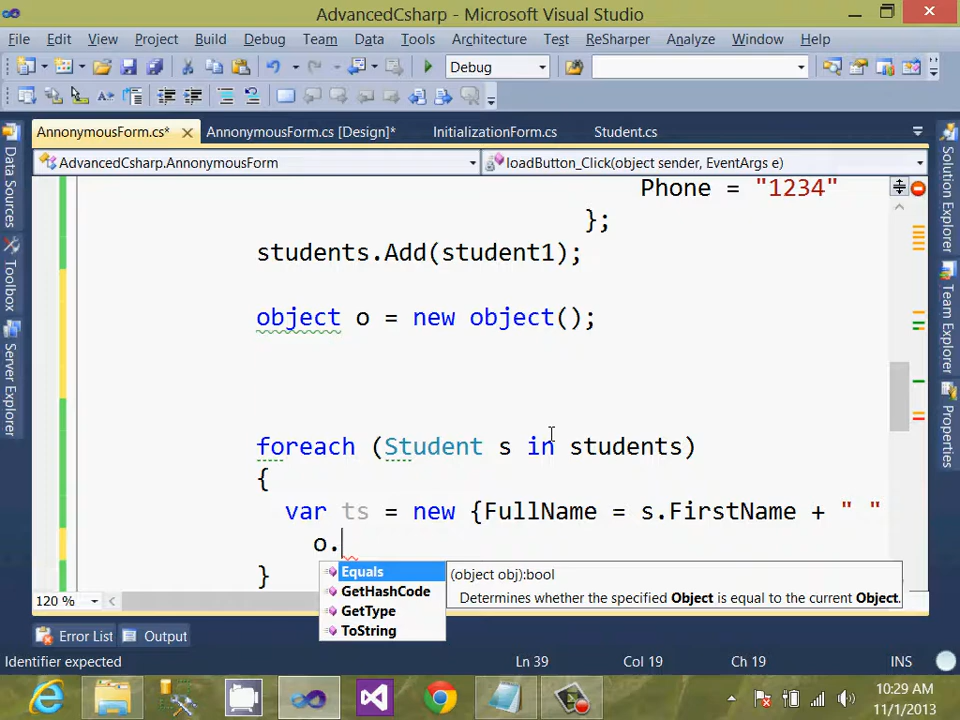 AdvancedCsharp - Microsoft Visual Studio
File Edit View Project Build Debug Team Data Tools Architecture Test ReSharper Analyze Window Help
Debug
AnnonymousForm.cs* AnnonymousForm.cs [Design]* InitializationForm.cs Student.cs
AdvancedCsharp.AnnonymousForm loadButton_Click(object sender, EventArgs e)
Data Sources
Toolbox
Server Explorer
Phone = "1234"
};
students.Add(student1);
object o = new object();
foreach (Student s in students)
{
var ts = new {FullName = s.FirstName + " "
o.
}
Equals
GetHashCode
GetType
ToString
(object obj):bool
Determines whether the specified Object is equal to the current Object.
Solution Explorer
Team Explorer
Properties
120 %
Error List Output
Identifier expected Ln 39 Col 19 Ch 19 INS
10:29 AM
11/1/2013